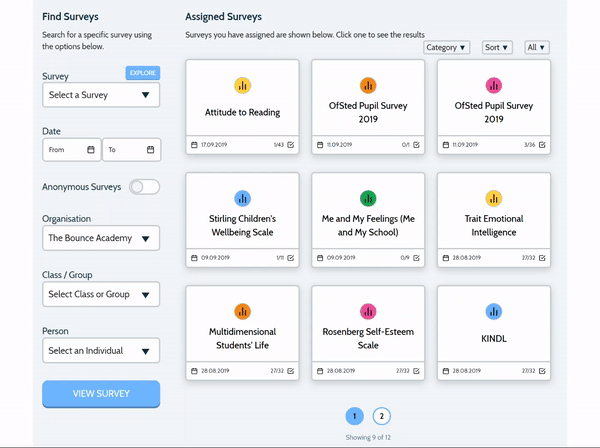 Find Surveys
Search for a specific survey using
the options below.
Survey
EXPLORE
Select a Survey ▼
Date
From
To
Anonymous Surveys
Organisation
The Bounce Academy ▼
Class / Group
Select Class or Group ▼
Person
Select an Individual ▼
VIEW SURVEY
Assigned Surveys
Surveys you have assigned are shown below. Click one to see the results
Category ▼
Sort ▼
All ▼
Attitude to Reading
17.09.2019
1/43
OfSted Pupil Survey
2019
11.09.2019
0/1
OfSted Pupil Survey
2019
11.09.2019
3/36
Stirling Children's
Wellbeing Scale
09.09.2019
1/11
Me and My Feelings (Me
and My School)
09.09.2019
0/9
Trait Emotional
Intelligence
28.08.2019
27/32
Multidimensional
Students' Life
28.08.2019
27/32
Rosenberg Self-Esteem
Scale
28.08.2019
27/32
KINDL
28.08.2019
27/32
1
2
Showing 9 of 12